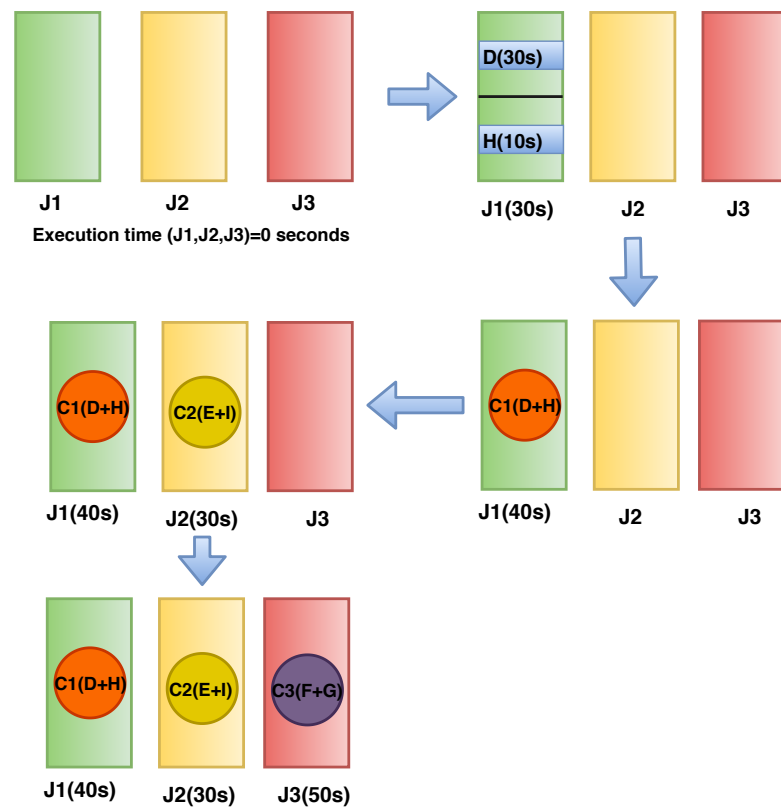 J1 J2 J3
Execution time (J1,J2,J3)=0 seconds
D(30s)
H(10s)
J1(30s) J2 J3
C1(D+H)
J1(40s) J2 J3
C1(D+H) C2(E+I)
J1(40s) J2(30s) J3
C1(D+H) C2(E+I) C3(F+G)
J1(40s) J2(30s) J3(50s)